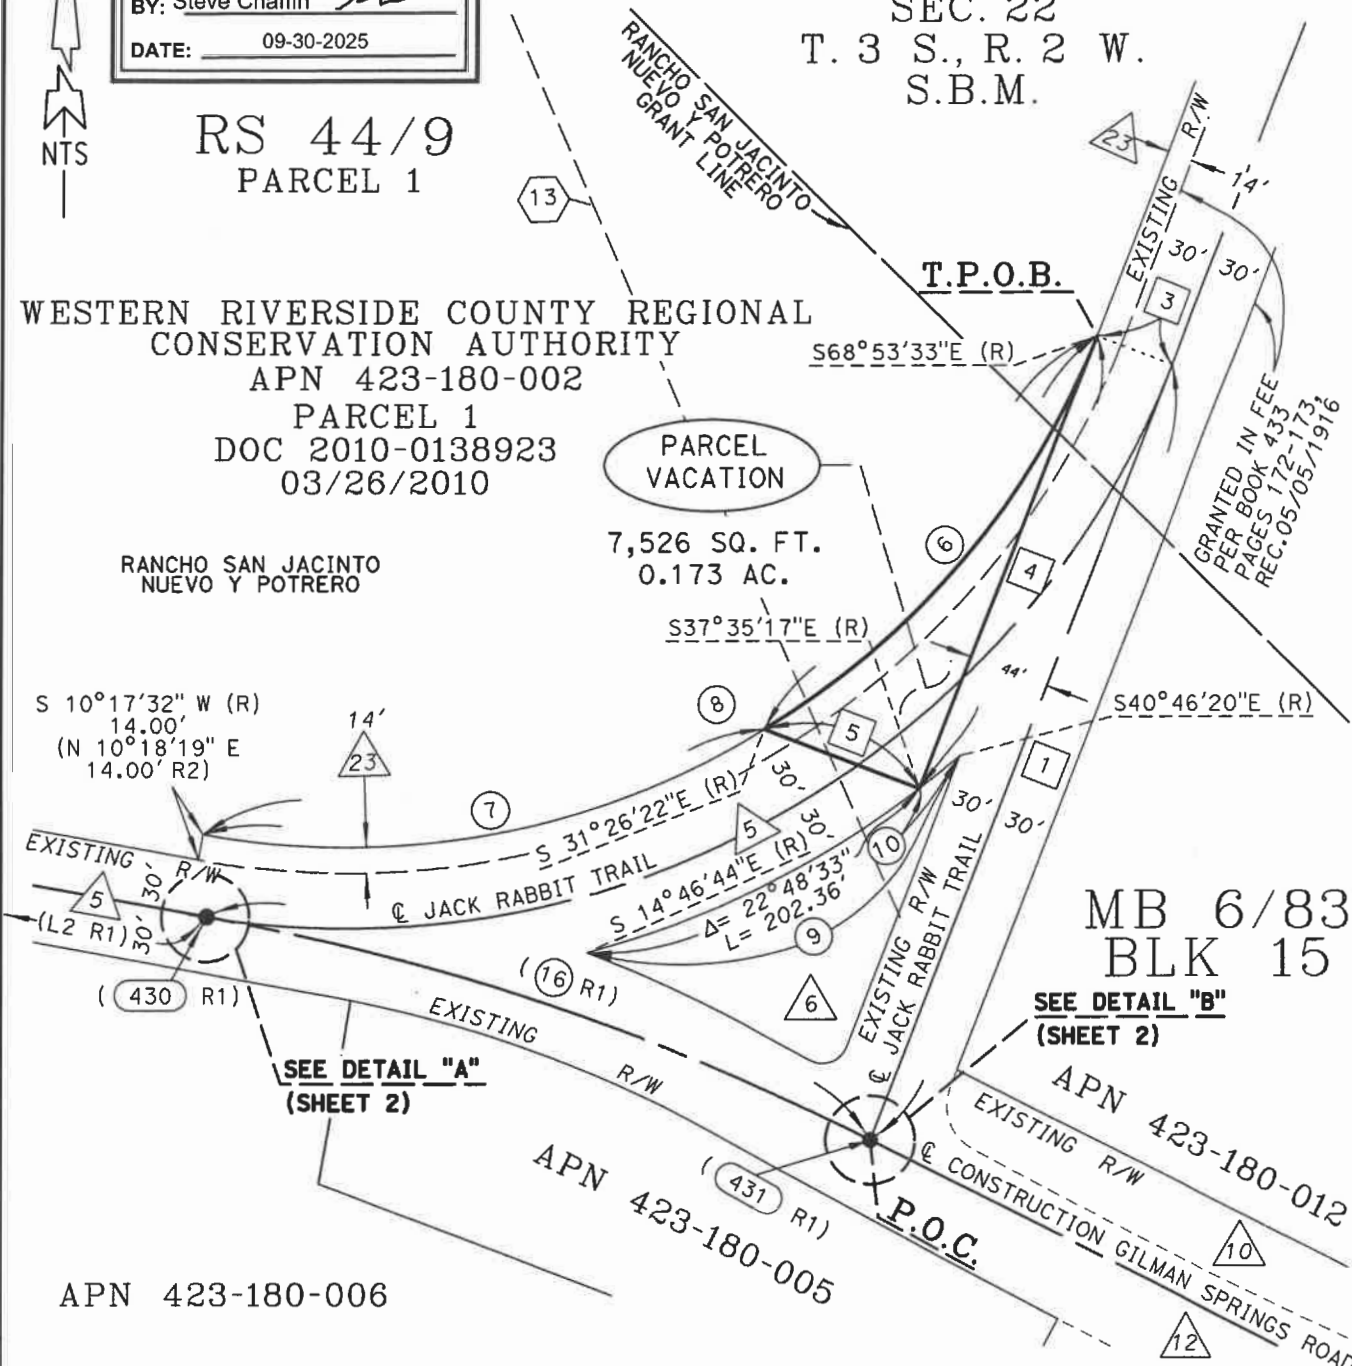 BY: Steve Chaffin
DATE: 09-30-2025
NTS
RS 44/9
PARCEL 1
SEC. 22
T. 3 S., R. 2 W.
S.B.M.
RANCHO SAN JACINTO
NUEVO Y POTRERO
GRANT LINE
23
EXISTING R/W
14'
13
30'
30'
T.P.O.B.
3
WESTERN RIVERSIDE COUNTY REGIONAL
CONSERVATION AUTHORITY
APN 423-180-002
PARCEL 1
DOC 2010-0138923
03/26/2010
S68°53'33"E (R)
GRANTED IN FEE
PER BOOK 433
PAGES 172-173,
REC.05/05/1916
PARCEL
VACATION
7,526 SQ. FT.
0.173 AC.
6
4
RANCHO SAN JACINTO
NUEVO Y POTRERO
S37°35'17"E (R)
44'
S 10°17'32" W (R)
14.00'
(N 10°18'19" E
14.00' R2)
14'
23
8
5
S40°46'20"E (R)
1
7
30'
30'
30'
30'
S 31°26'22"E (R)
5
10
EXISTING R/W
℄ JACK RABBIT TRAIL
S 14°46'44"E (R)
Δ= 22°48'33"
L= 202.36'
9
5
30'
30'
(L2 R1)
(430 R1)
(16 R1)
6
EXISTING R/W
℄ JACK RABBIT TRAIL
MB 6/83
BLK 15
EXISTING R/W
SEE DETAIL "A"
(SHEET 2)
SEE DETAIL "B"
(SHEET 2)
APN 423-180-012
EXISTING R/W
(431 R1)
P.O.C.
℄ CONSTRUCTION GILMAN SPRINGS ROAD
APN 423-180-005
10
12
APN 423-180-006